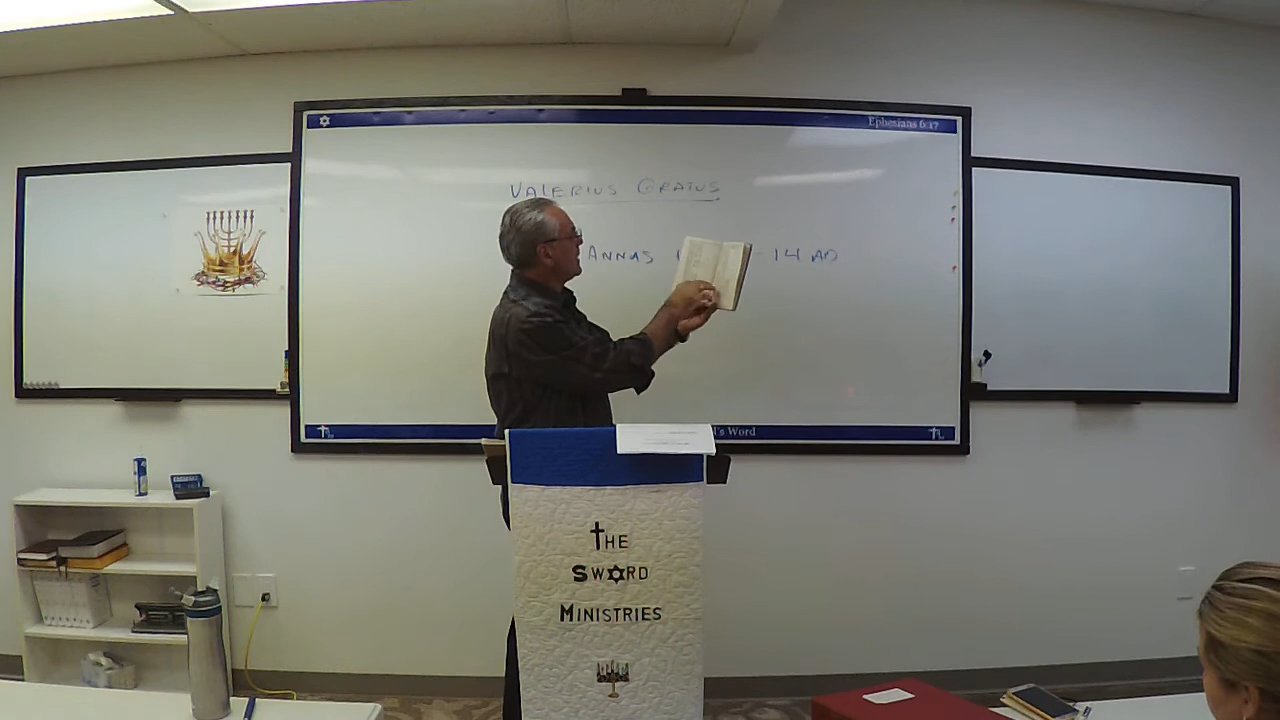 Ephesians 6:17
VALERIUS GRATUS
ANNAS
- 14 AD
's Word
THE
SWORD
MINISTRIES